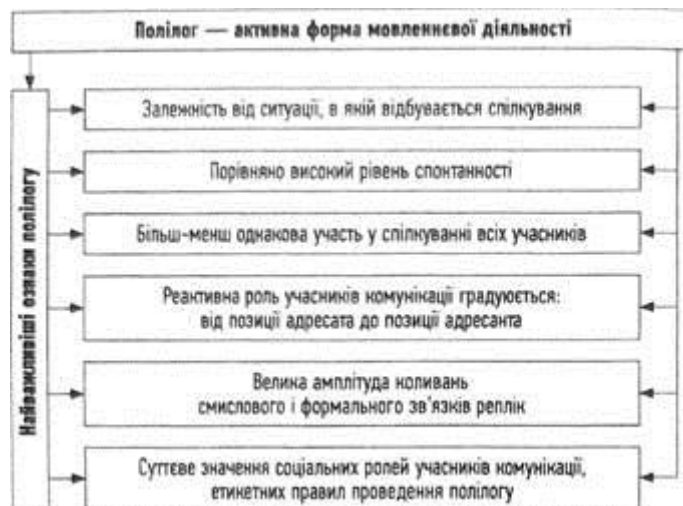 Полілог — активна форма мовленнєвої діяльності
Найважливіші ознаки полілогу
Залежність від ситуації, в якій відбувається спілкування
Порівняно високий рівень спонтанності
Більш-менш однакова участь у спілкуванні всіх учасників
Реактивна роль учасників комунікації градуюється:
від позиції адресата до позиції адресанта
Велика амплітуда коливань
смислового і формального зв'язків реплік
Суттєве значення соціальних ролей учасників комунікації,
етикетних правил проведення полілогу